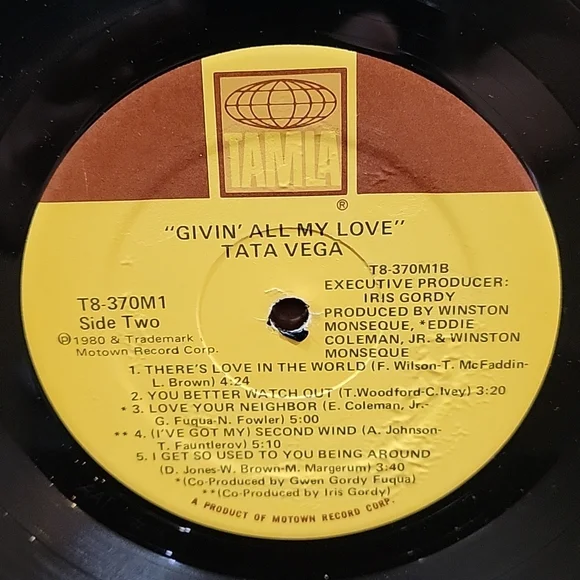 TAMLA
®
"GIVIN' ALL MY LOVE"
TATA VEGA
T8-370M1
Side Two
Ⓟ1980 & Trademark
Motown Record Corp.
T8-370M1B
EXECUTIVE PRODUCER:
IRIS GORDY
PRODUCED BY WINSTON
MONSEQUE, *EDDIE
COLEMAN, JR. & WINSTON
MONSEQUE
1. THERE'S LOVE IN THE WORLD (F. Wilson-T. McFaddin-
L. Brown) 4:24
2. YOU BETTER WATCH OUT (T.Woodford-C.Ivey) 3:20
* 3. LOVE YOUR NEIGHBOR (E. Coleman, Jr.-
G. Fuqua-N. Fowler) 5:00
** 4. (I'VE GOT MY) SECOND WIND (A. Johnson-
T. Fauntleroy) 5:10
5. I GET SO USED TO YOU BEING AROUND
(D. Jones-W. Brown-M. Margerum) 3:40
*(Co-Produced by Gwen Gordy Fuqua)
**(Co-Produced by Iris Gordy)
A PRODUCT OF MOTOWN RECORD CORP.